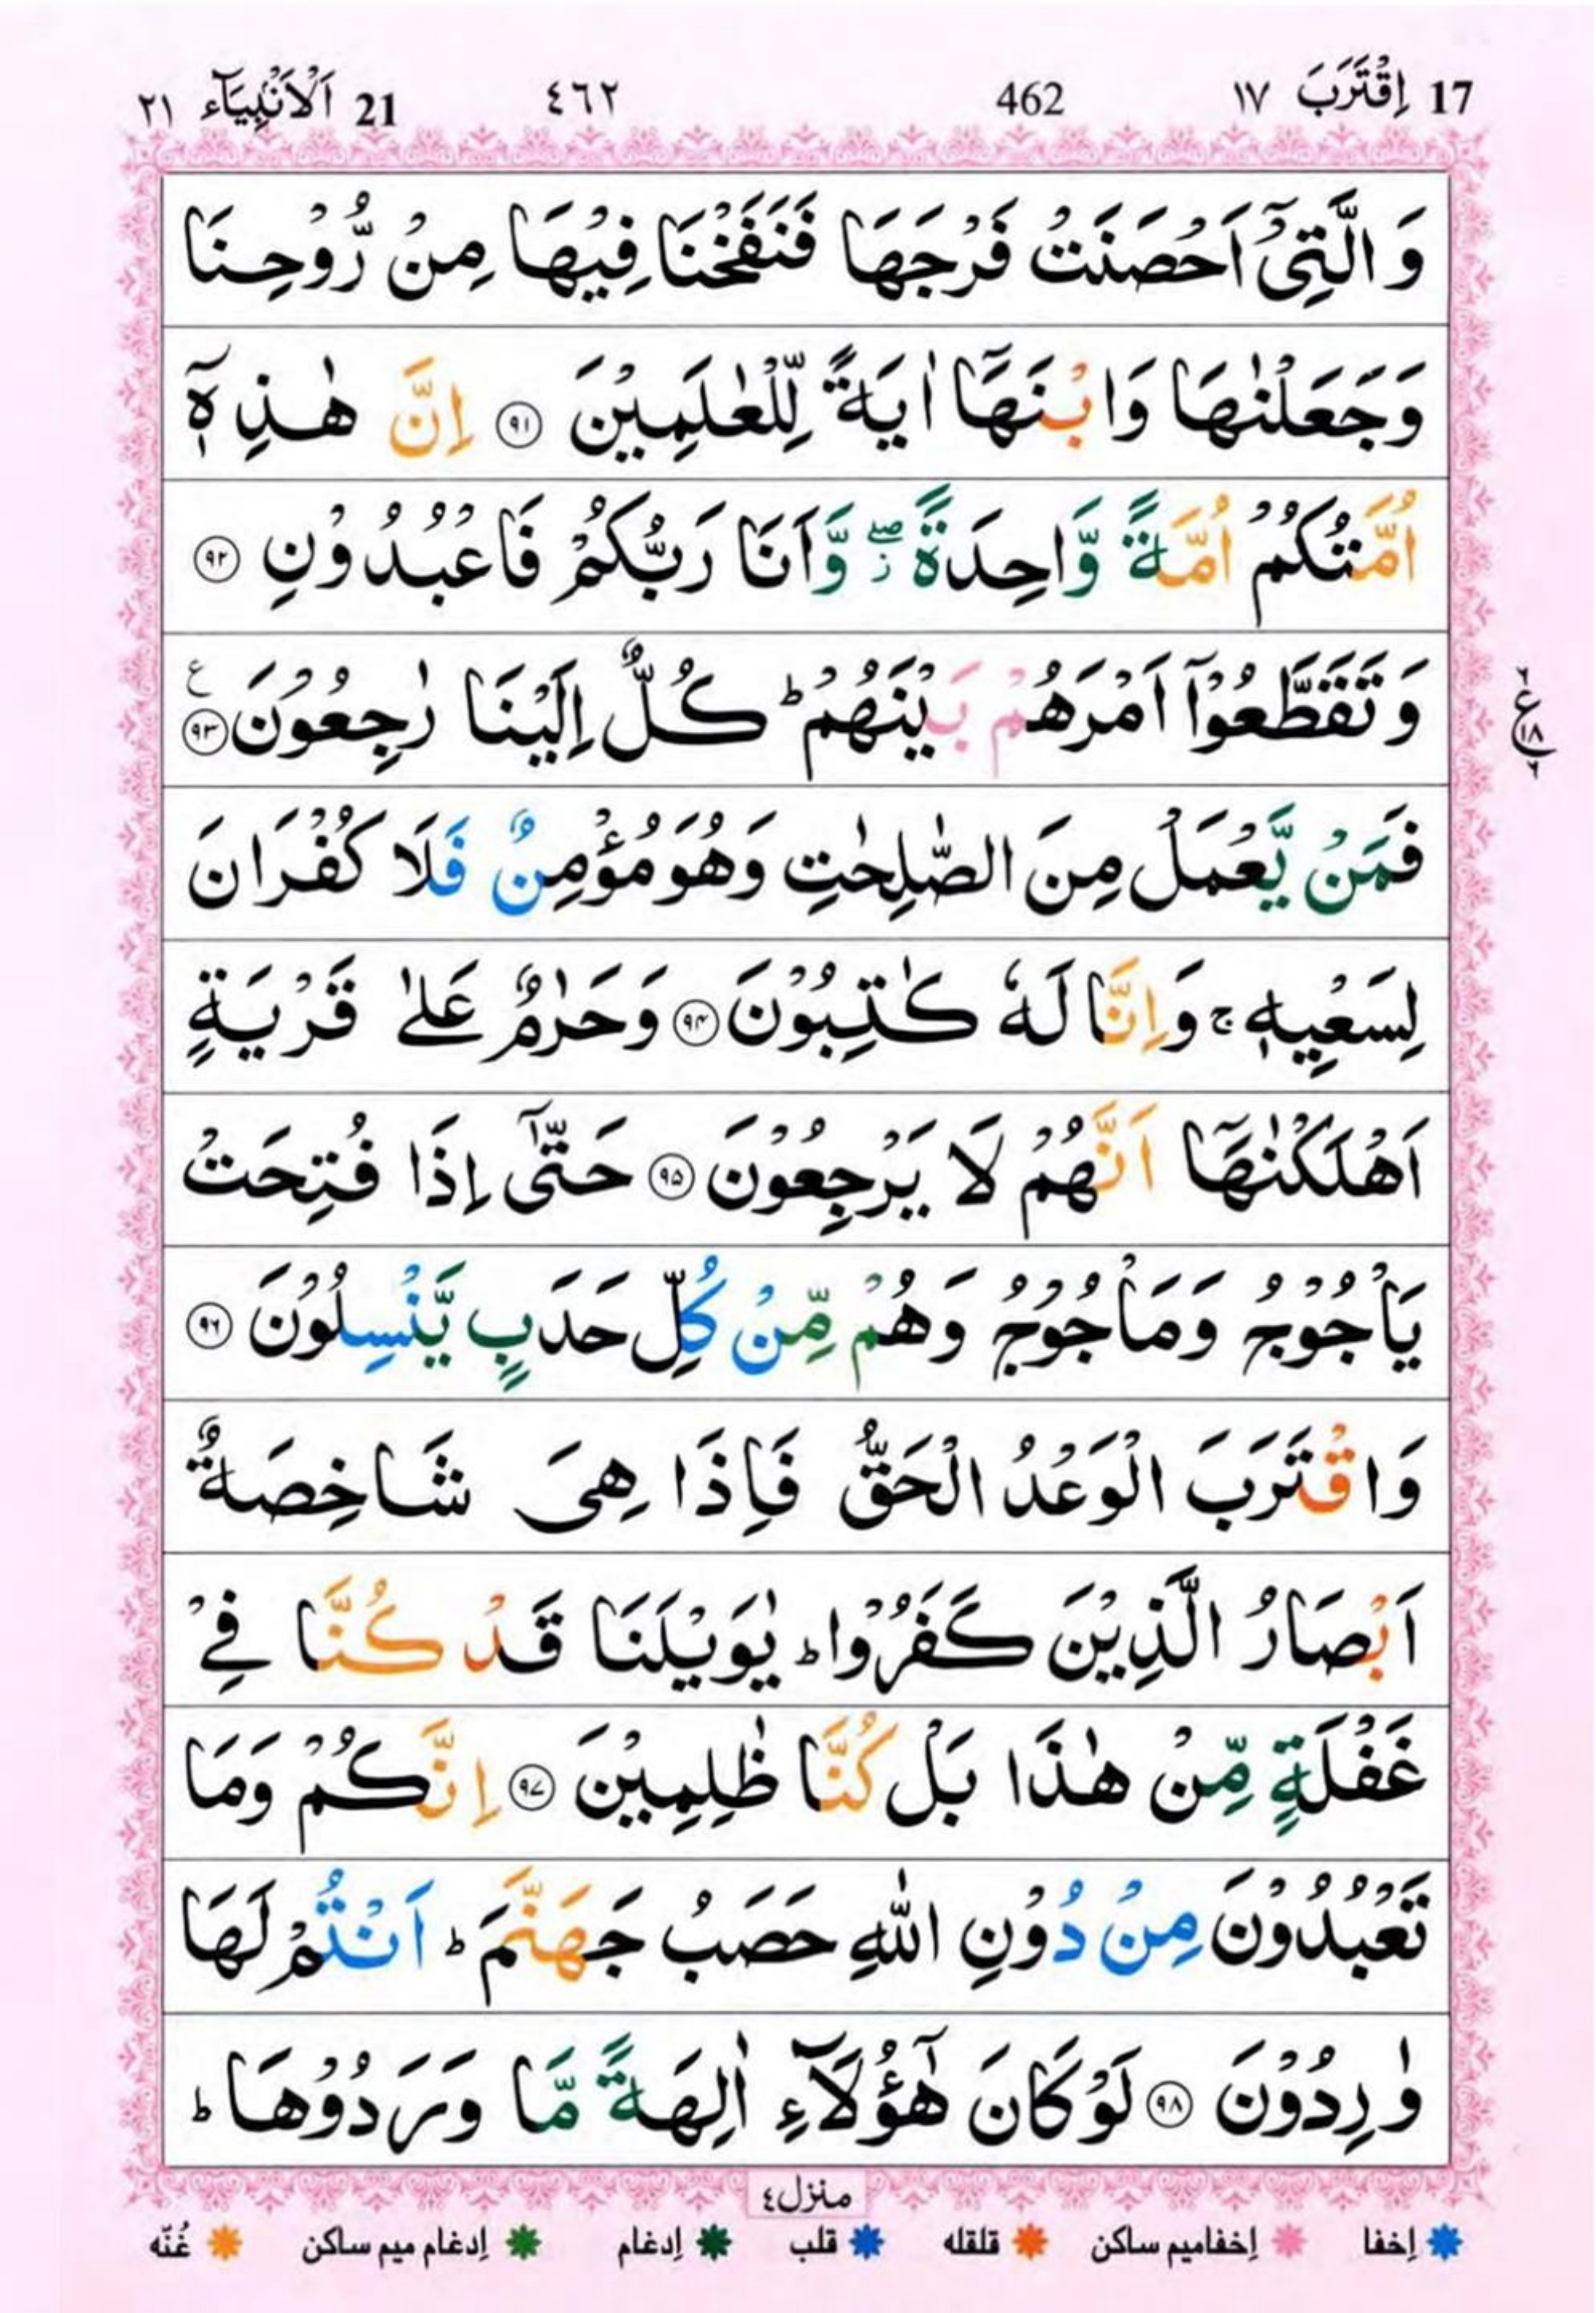 17 اِقْتَرَبَ ١٧ 462 ٤٦٢ 21 اَلْاَنْۢبِيَآء ٢١
وَ الَّتِيْۤ اَحْصَنَتْ فَرْجَهَا فَنَفَخْنَا فِيْهَا مِنْ رُّوْحِنَا
وَجَعَلْنٰهَا وَابْنَهَاۤ اٰيَةً لِّلْعٰلَمِيْنَ ۝٩١ اِنَّ هٰذِهٖۤ
اُمَّتُكُمْ اُمَّةً وَّاحِدَةً ۖؗ وَّاَنَا رَبُّكُمْ فَاعْبُدُوْنِ ۝٩٢
وَ تَقَطَّعُوْۤا اَمْرَهُمْ بَيْنَهُمْ ؕ كُلٌّ اِلَيْنَا رٰجِعُوْنَ ۝٩٣ ع
فَمَنْ يَّعْمَلْ مِنَ الصّٰلِحٰتِ وَهُوَ مُؤْمِنٌ فَلَا كُفْرَانَ
لِسَعْيِهٖ ۚ وَاِنَّا لَهٗ كٰتِبُوْنَ ۝٩٤ وَحَرٰمٌ عَلٰى قَرْيَةٍ
اَهْلَكْنٰهَاۤ اَنَّهُمْ لَا يَرْجِعُوْنَ ۝٩٥ حَتّٰۤى اِذَا فُتِحَتْ
يَاْجُوْجُ وَمَاْجُوْجُ وَهُمْ مِّنْ كُلِّ حَدَبٍ يَّنْسِلُوْنَ ۝٩٦
وَاقْتَرَبَ الْوَعْدُ الْحَقُّ فَاِذَا هِىَ شَاخِصَةٌ
اَبْصَارُ الَّذِيْنَ كَفَرُوْا ؕ يٰوَيْلَنَا قَدْ كُنَّا فِيْ
غَفْلَةٍ مِّنْ هٰذَا بَلْ كُنَّا ظٰلِمِيْنَ ۝٩٧ اِنَّكُمْ وَمَا
تَعْبُدُوْنَ مِنْ دُوْنِ اللّٰهِ حَصَبُ جَهَنَّمَ ؕ اَنْتُمْ لَهَا
وٰرِدُوْنَ ۝٩٨ لَوْ كَانَ هٰۤؤُلَآءِ اٰلِهَةً مَّا وَرَدُوْهَا ؕ
٦ ع ١٨ ٦
منزل ٤
إخفا إخفاميم ساكن قلقله قلب إدغام إدغام ميم ساكن غُنّه